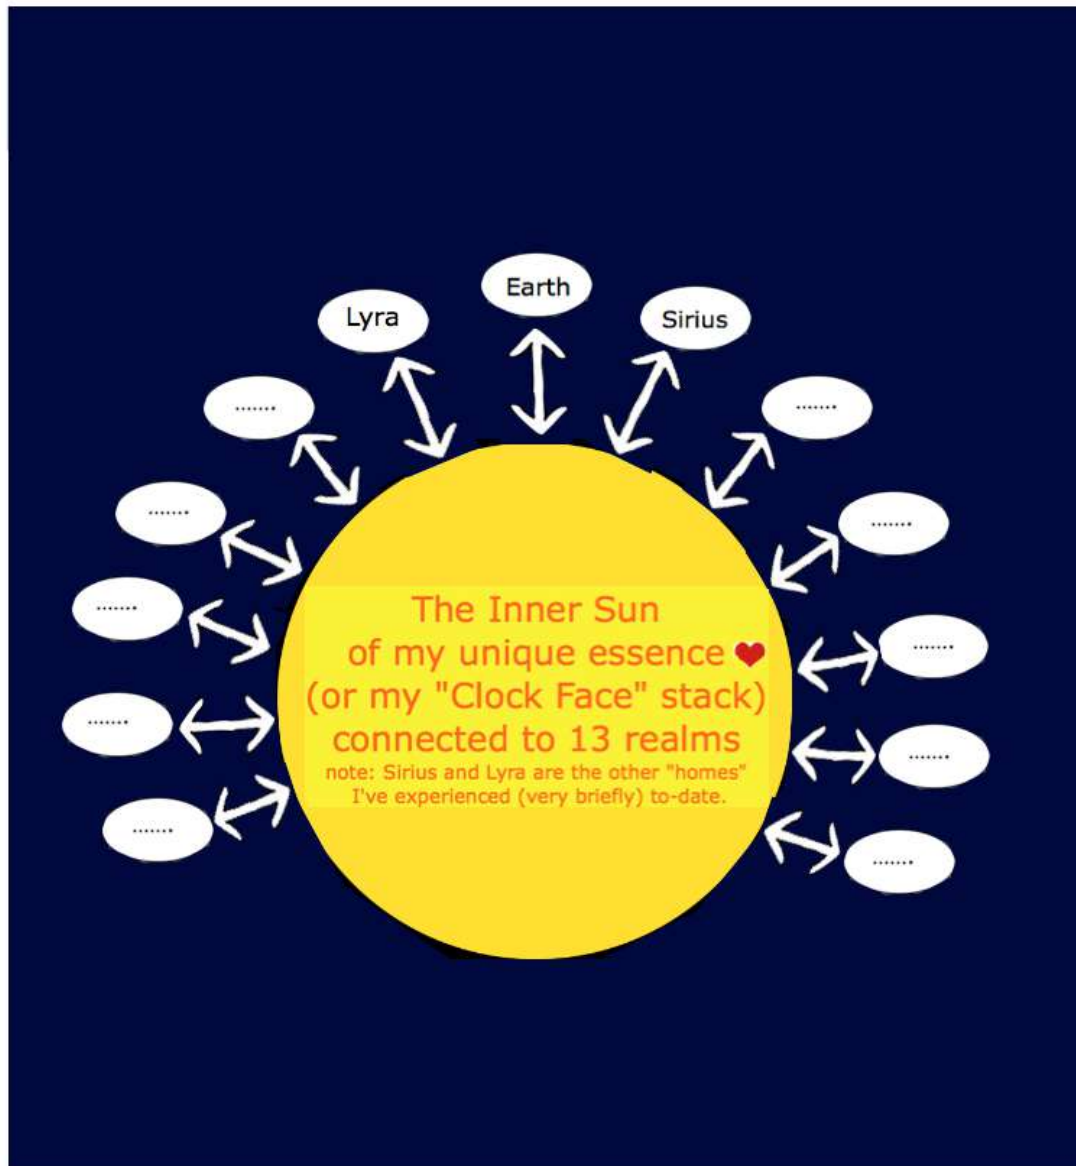 Earth
Lyra
Sirius
.......
.......
.......
.......
.......
.......
.......
.......
.......
.......
The Inner Sun
of my unique essence ❤
(or my "Clock Face" stack)
connected to 13 realms
note: Sirius and Lyra are the other "homes"
I've experienced (very briefly) to-date.